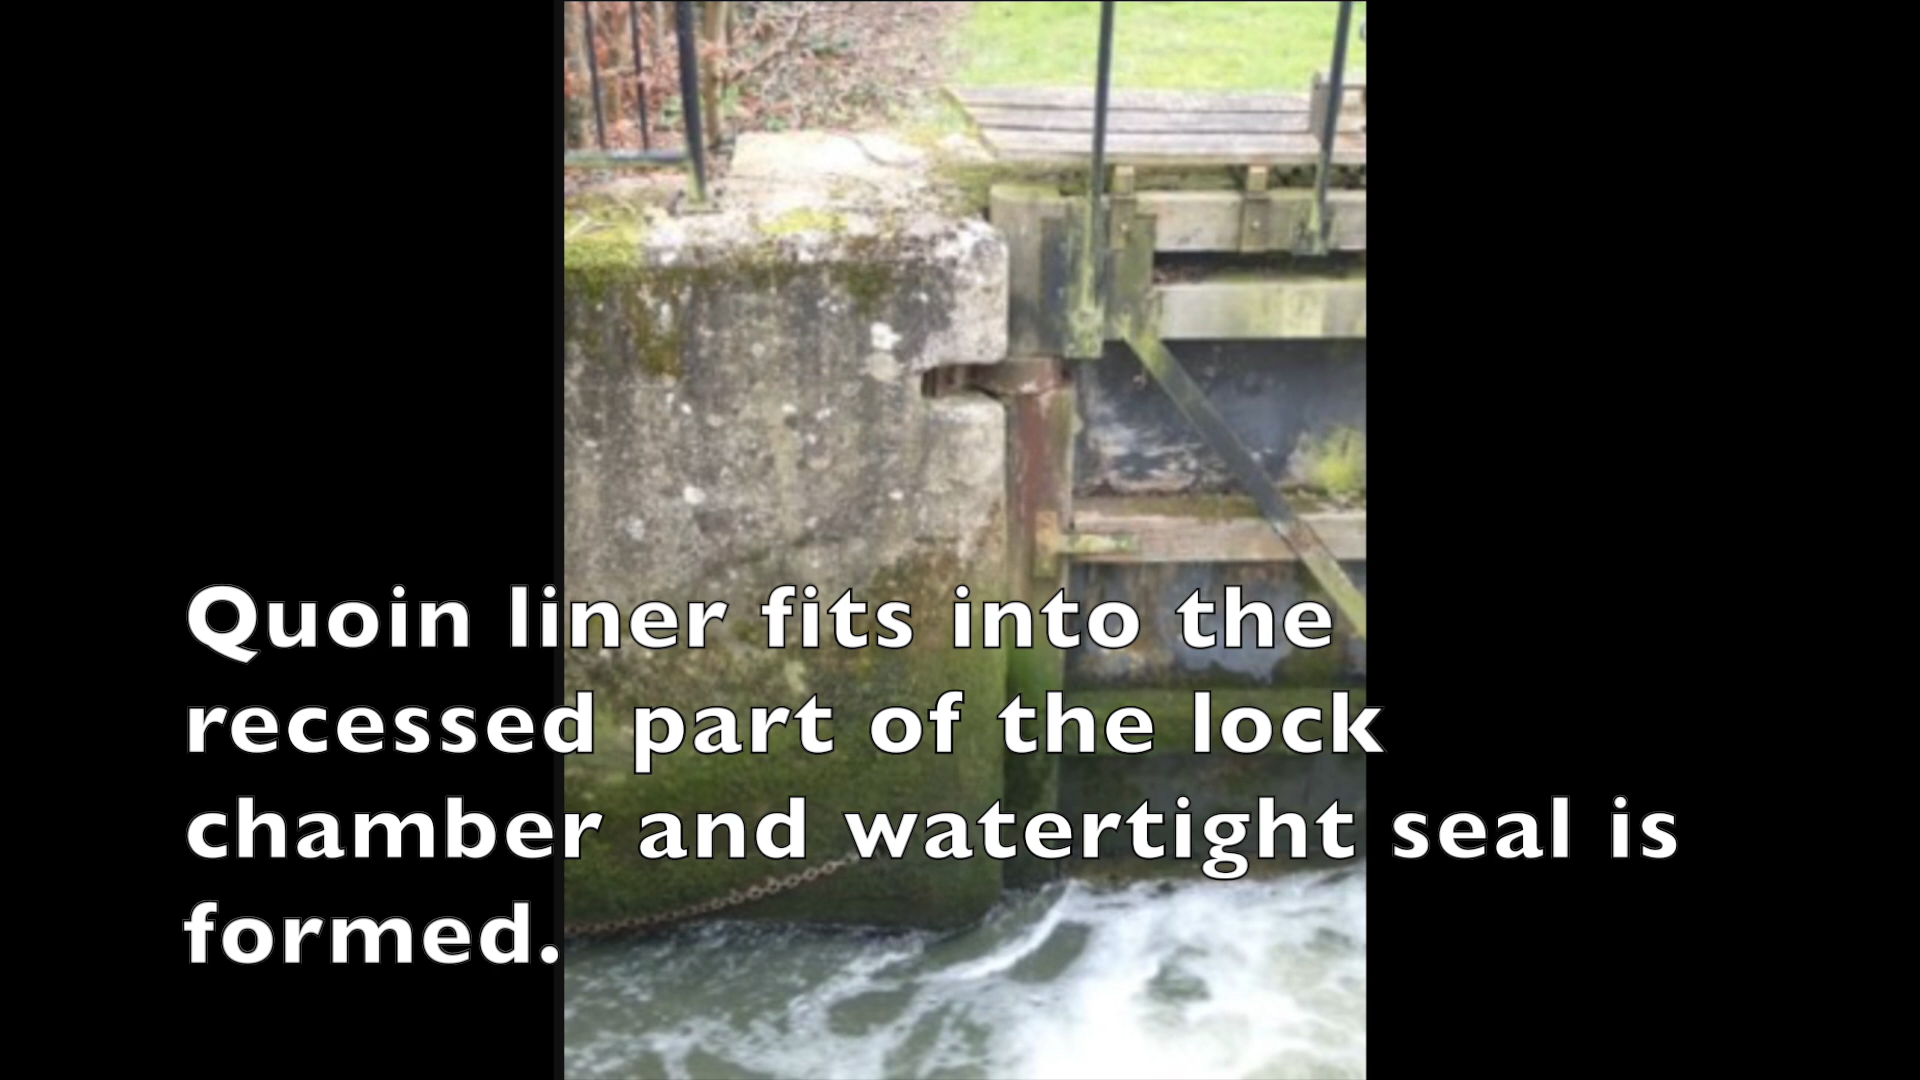 Quoin liner fits into the
recessed part of the lock
chamber and watertight seal is
formed.